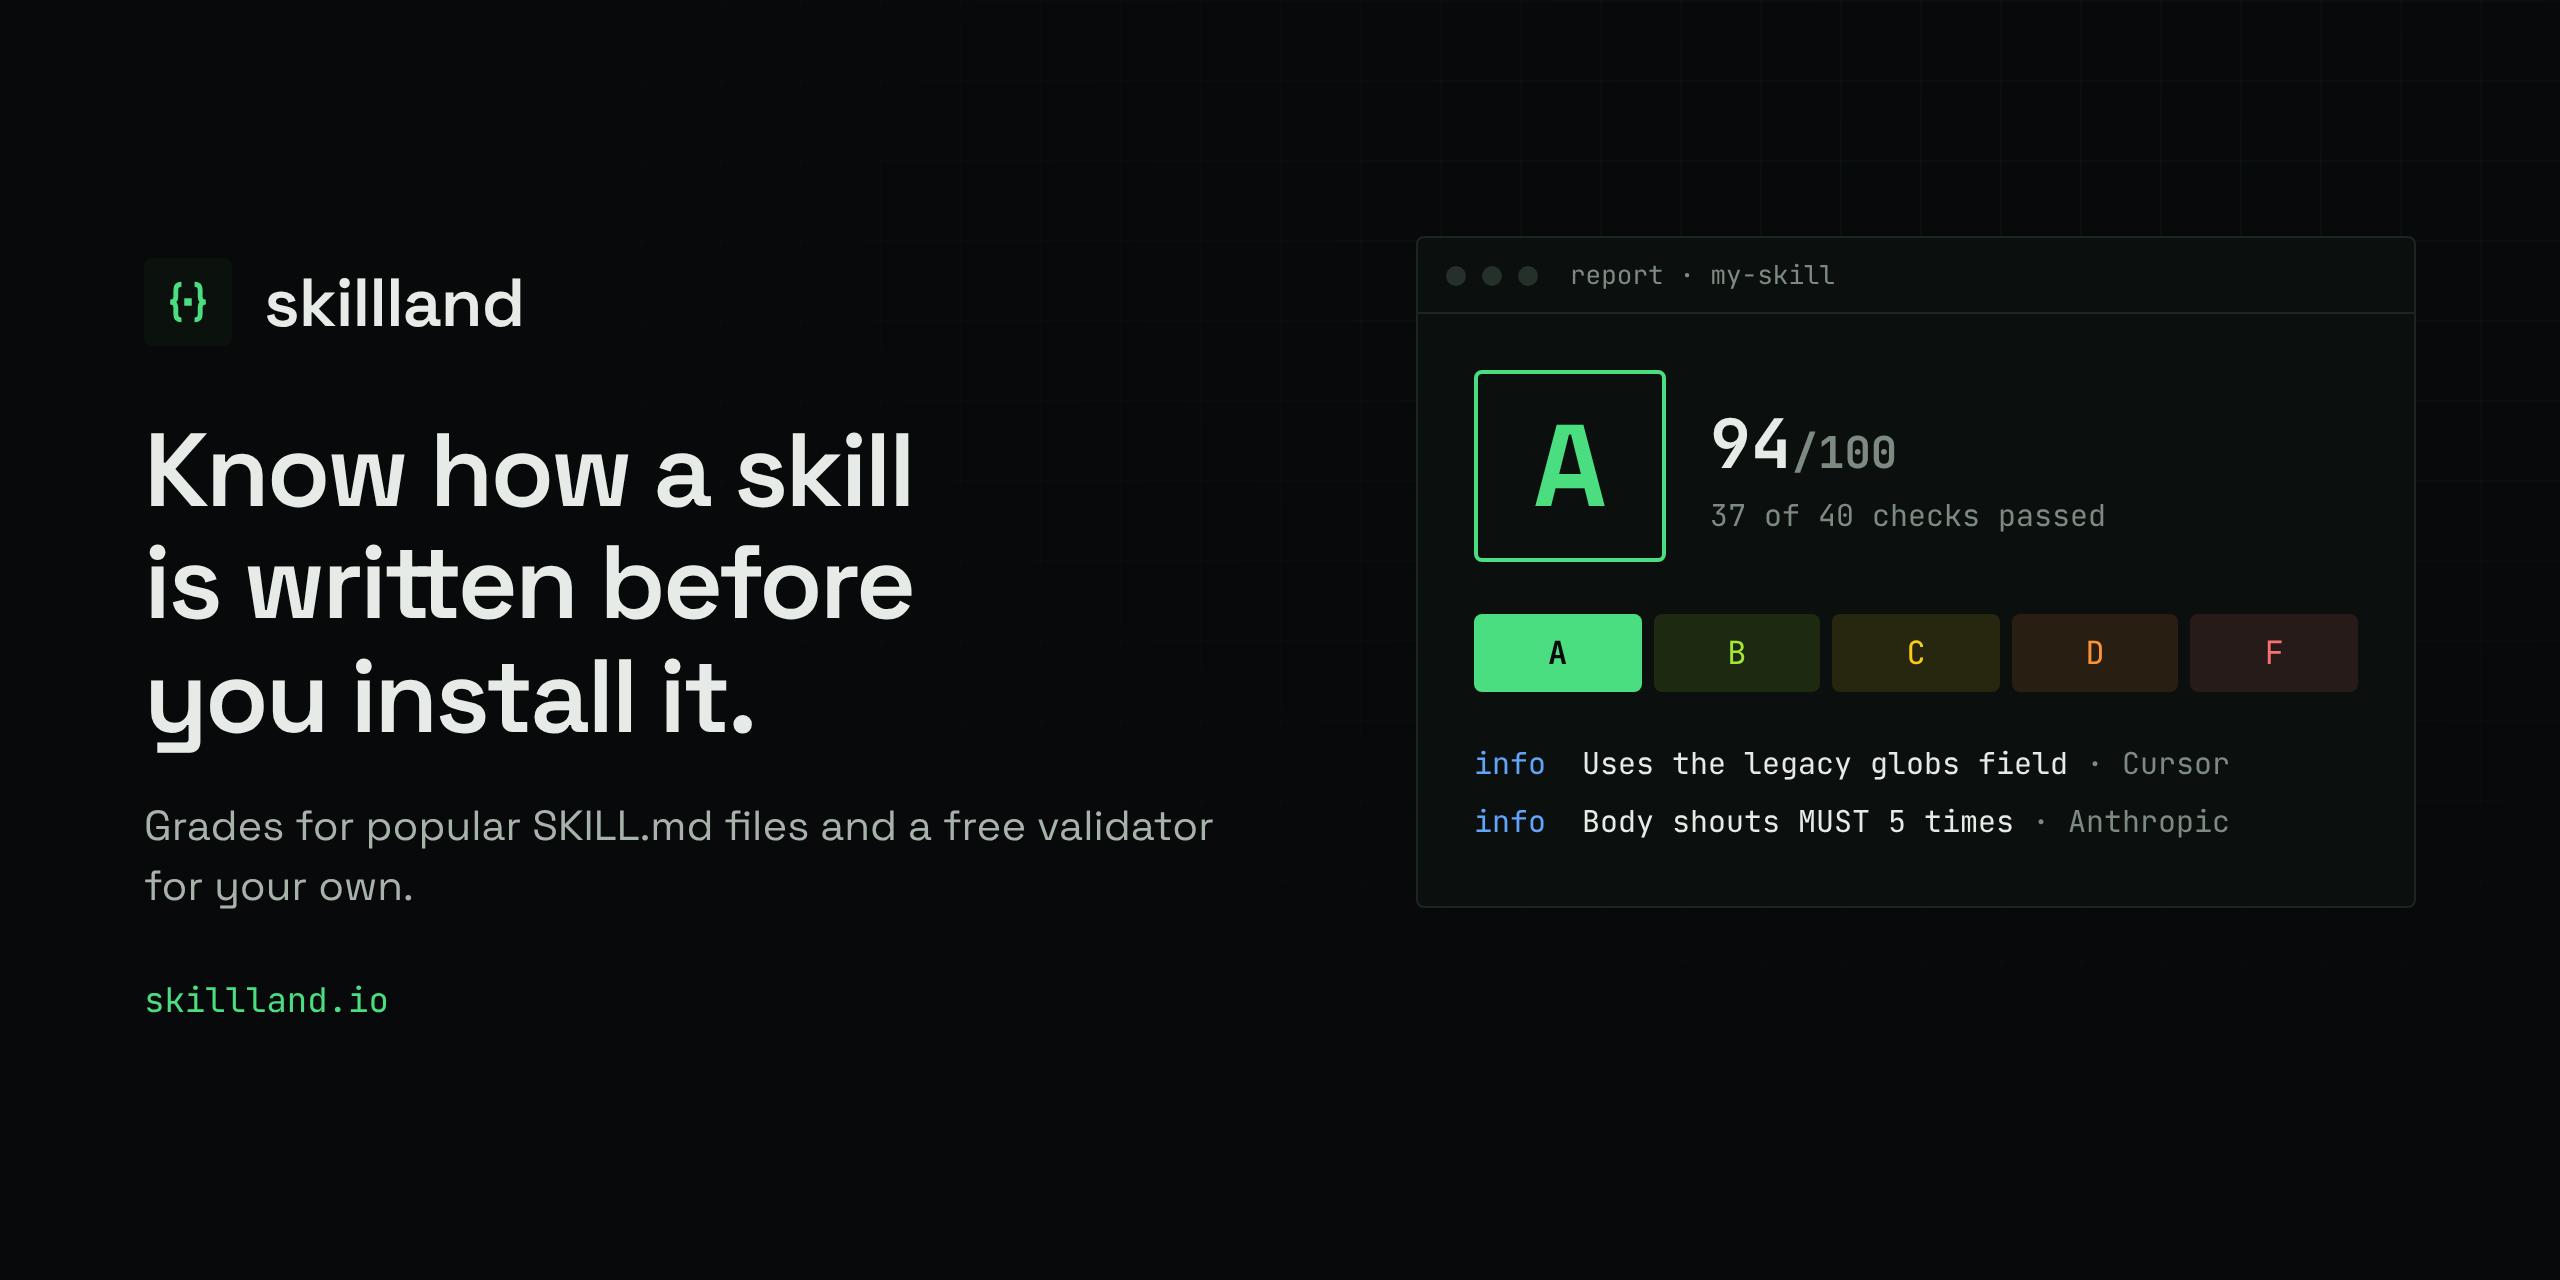 skillland
Know how a skill
is written before
you install it.
Grades for popular SKILL.md files and a free validator
for your own.
skillland.io
report · my-skill
A
94/100
37 of 40 checks passed
A B C D F
info Uses the legacy globs field · Cursor
info Body shouts MUST 5 times · Anthropic